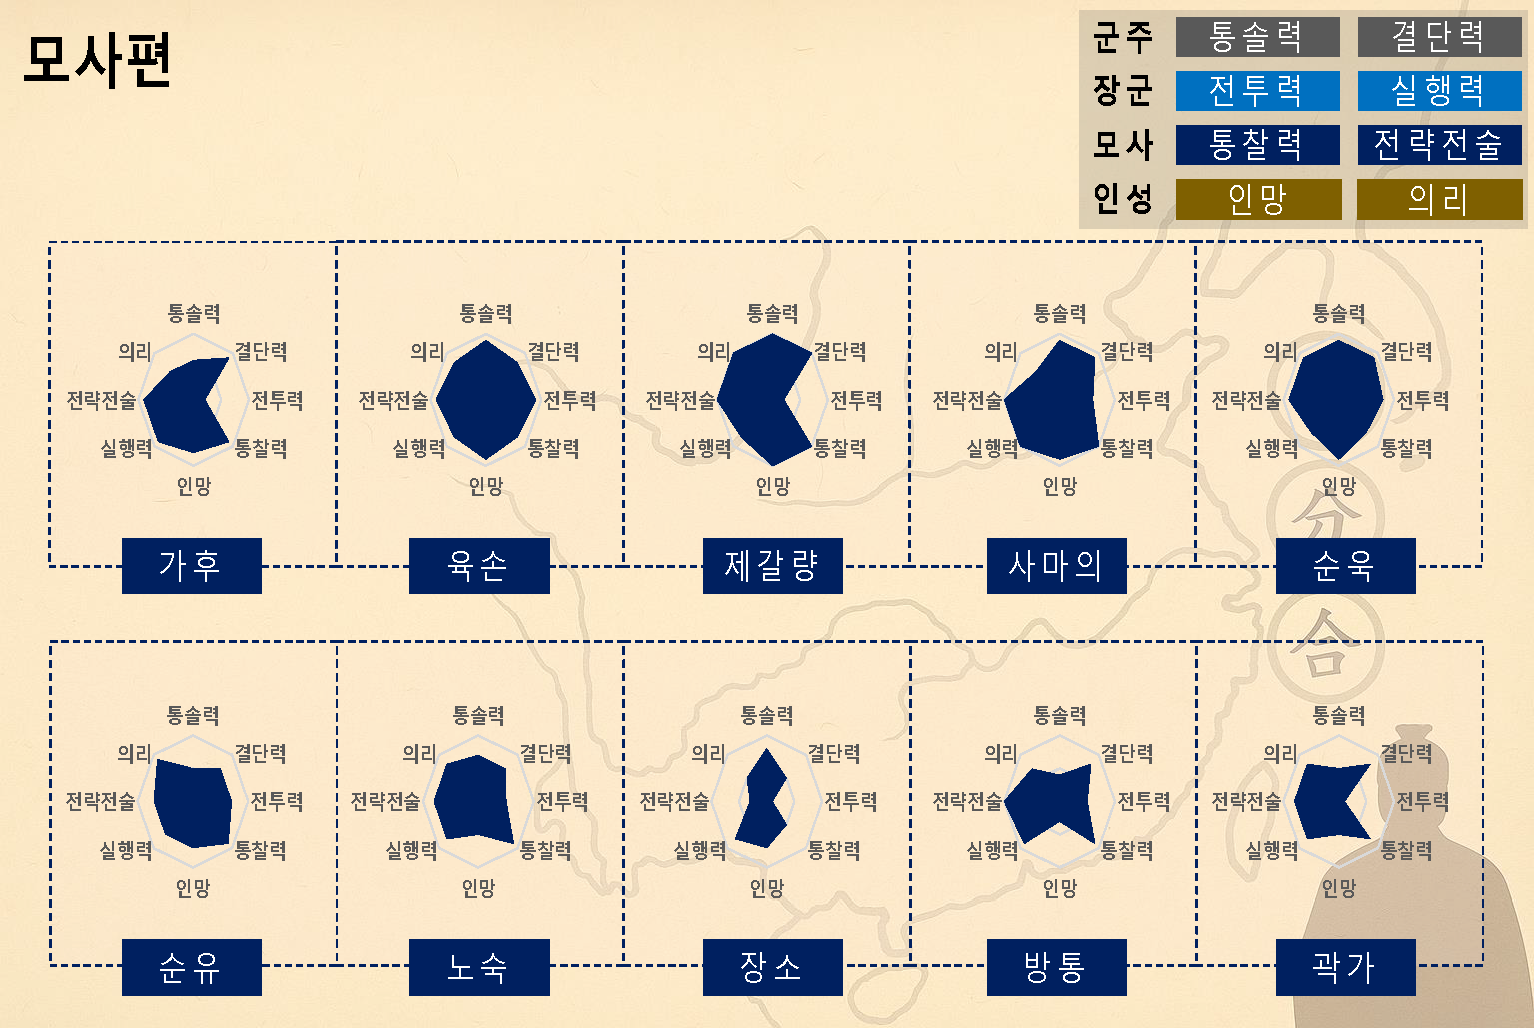 모사편
군주 통솔력 결단력
장군 전투력 실행력
모사 통찰력 전략전술
인성 인망 의리
통솔력
의리 결단력
전략전술 전투력
실행력 통찰력
인망
가후
통솔력
의리 결단력
전략전술 전투력
실행력 통찰력
인망
육손
통솔력
의리 결단력
전략전술 전투력
실행력 통찰력
인망
제갈량
통솔력
의리 결단력
전략전술 전투력
실행력 통찰력
인망
사마의
통솔력
의리 결단력
전략전술 전투력
실행력 통찰력
인망
순욱
分
合
통솔력
의리 결단력
전략전술 전투력
실행력 통찰력
인망
순유
통솔력
의리 결단력
전략전술 전투력
실행력 통찰력
인망
노숙
통솔력
의리 결단력
전략전술 전투력
실행력 통찰력
인망
장소
통솔력
의리 결단력
전략전술 전투력
실행력 통찰력
인망
방통
통솔력
의리 결단력
전략전술 전투력
실행력 통찰력
인망
곽가